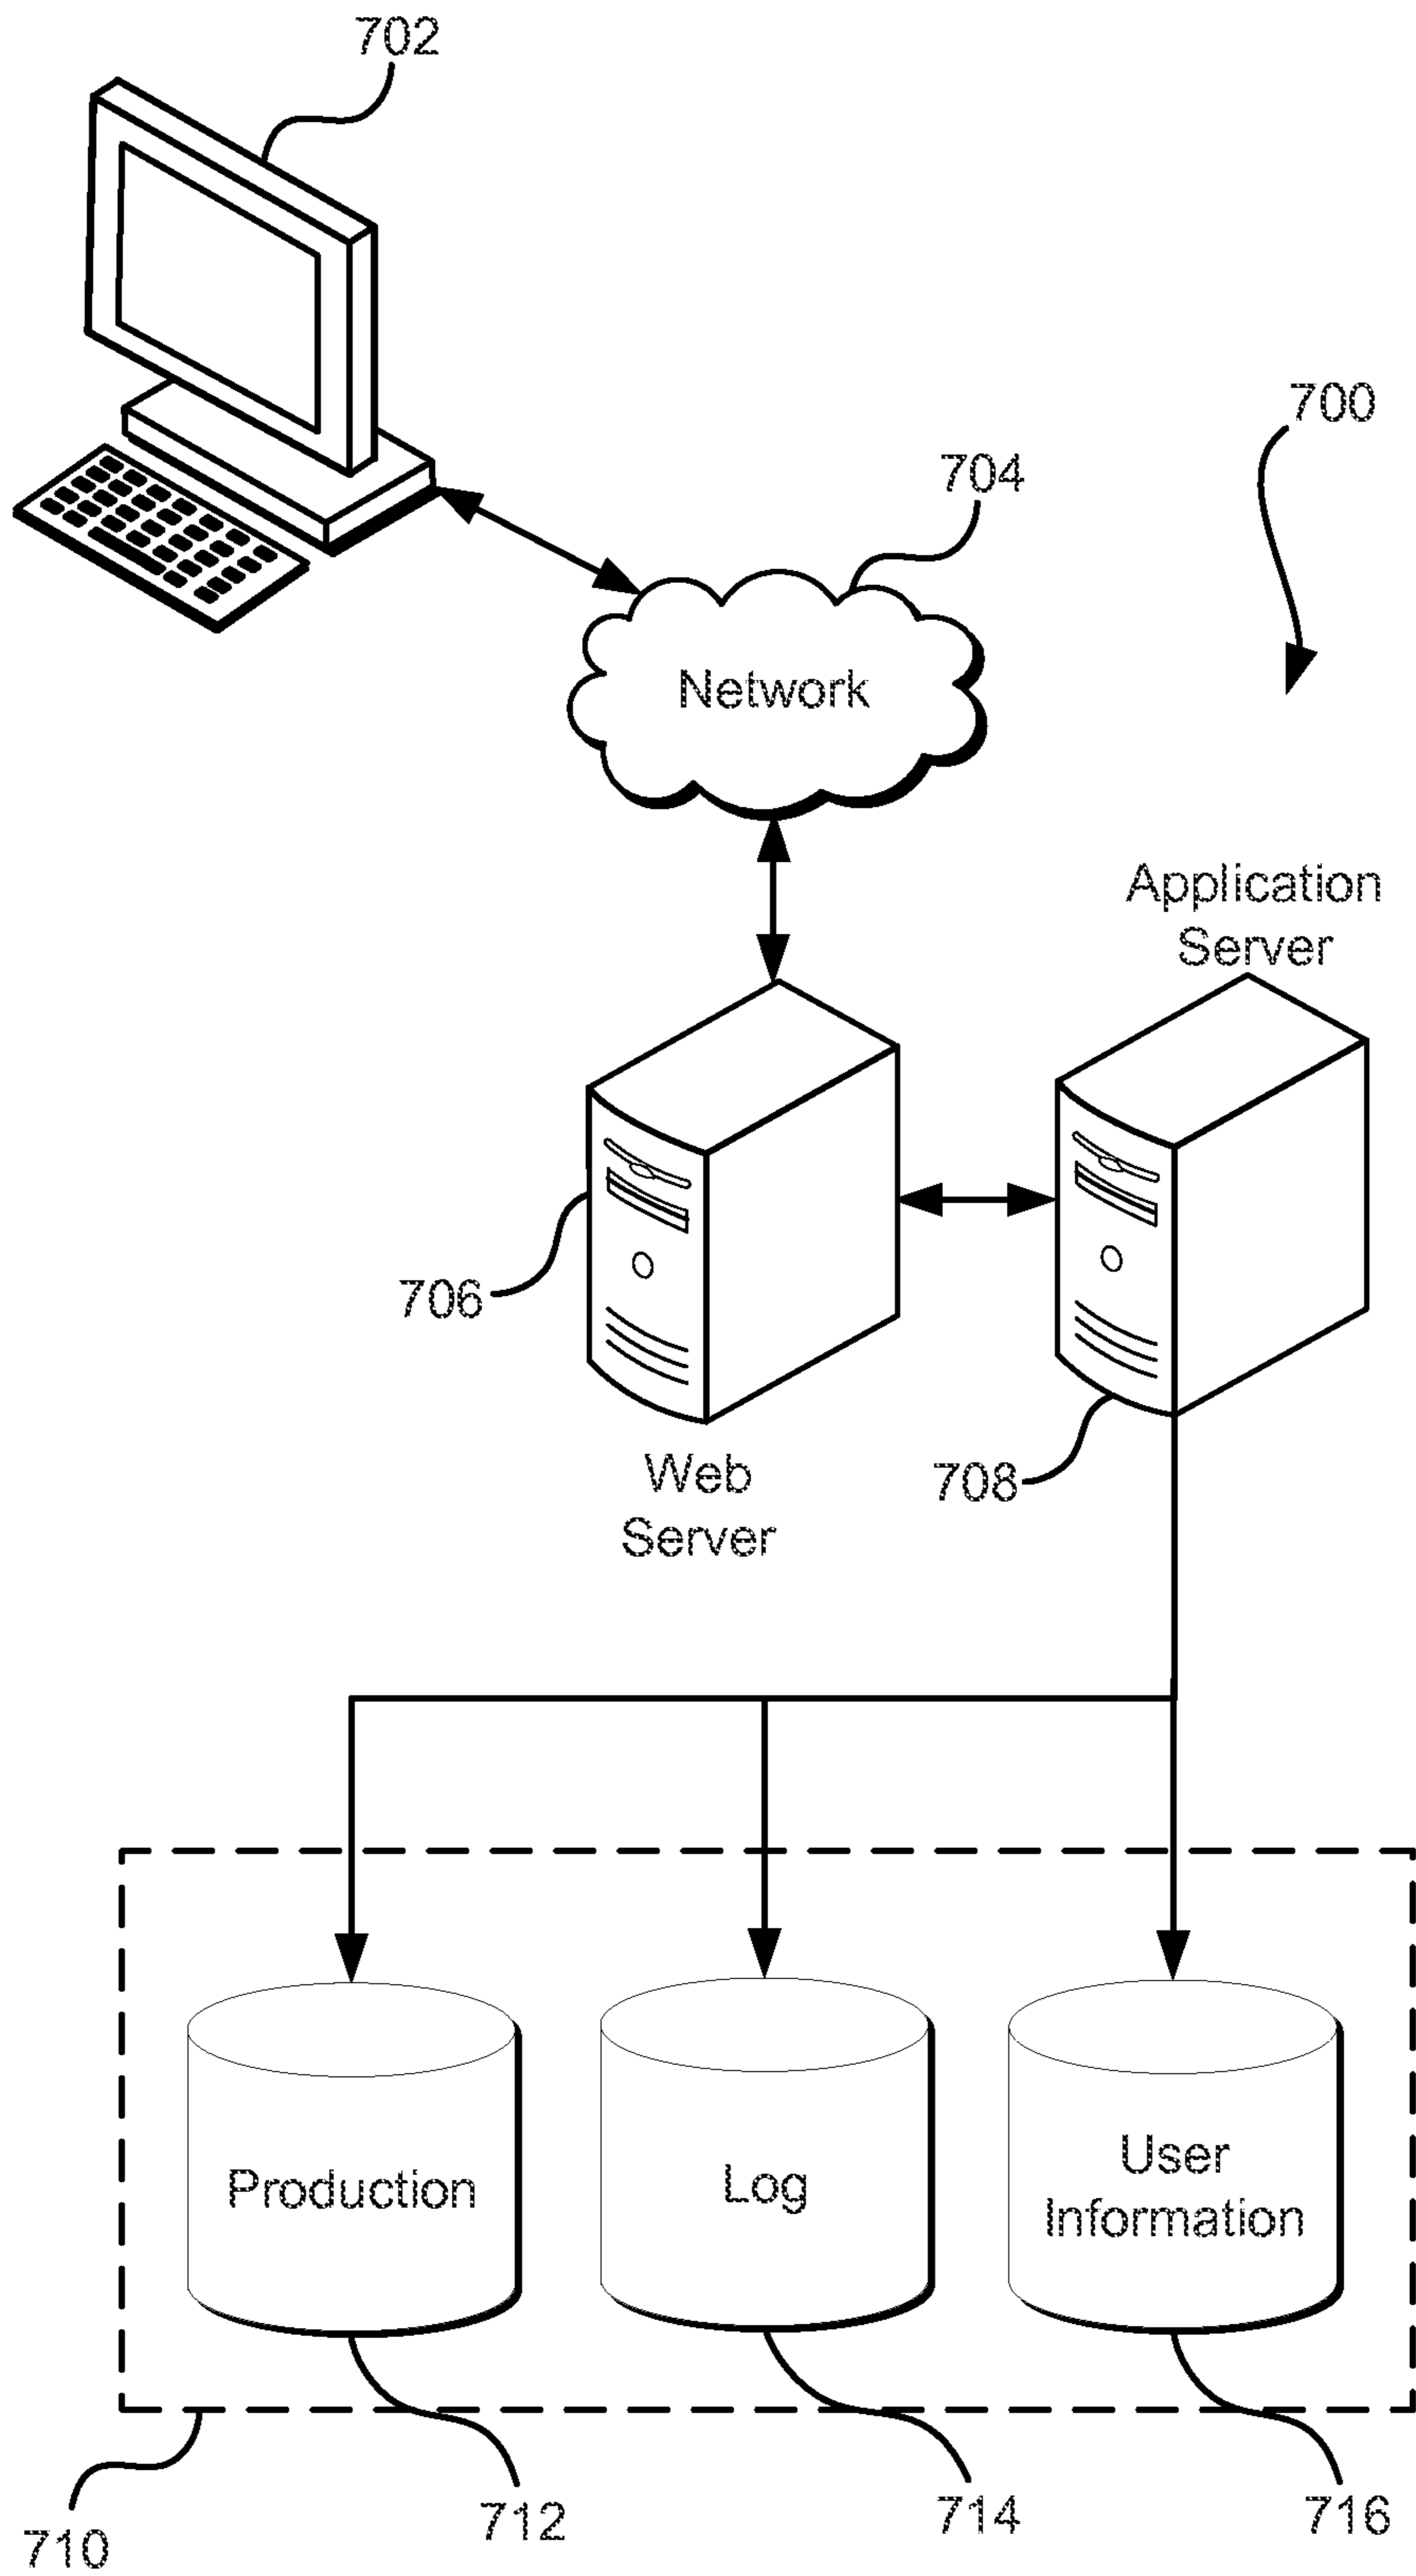 702
700
704
Network
Application
Server
706
708
Web
Server
Production
Log
User
Information
710
712
714
716